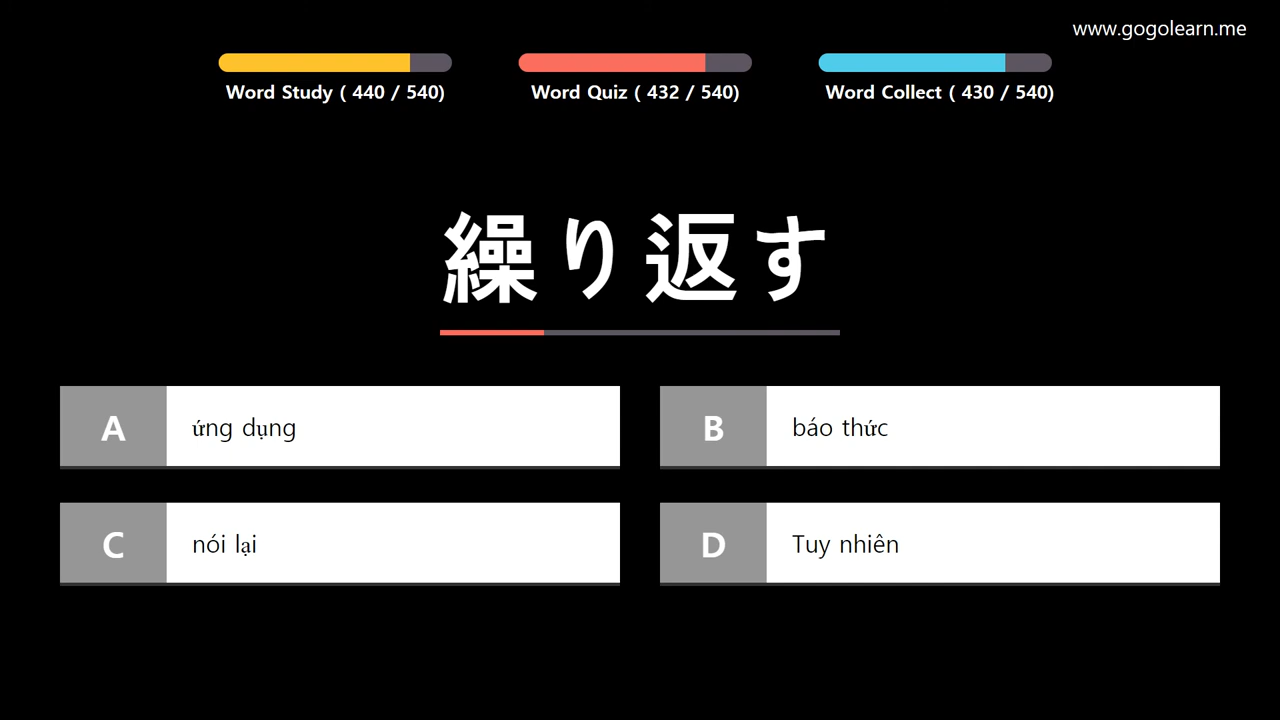 www.gogolearn.me
Word Study ( 440 / 540)
Word Quiz ( 432 / 540)
Word Collect ( 430 / 540)
繰り返す
A ứng dụng
B báo thức
C nói lại
D Tuy nhiên